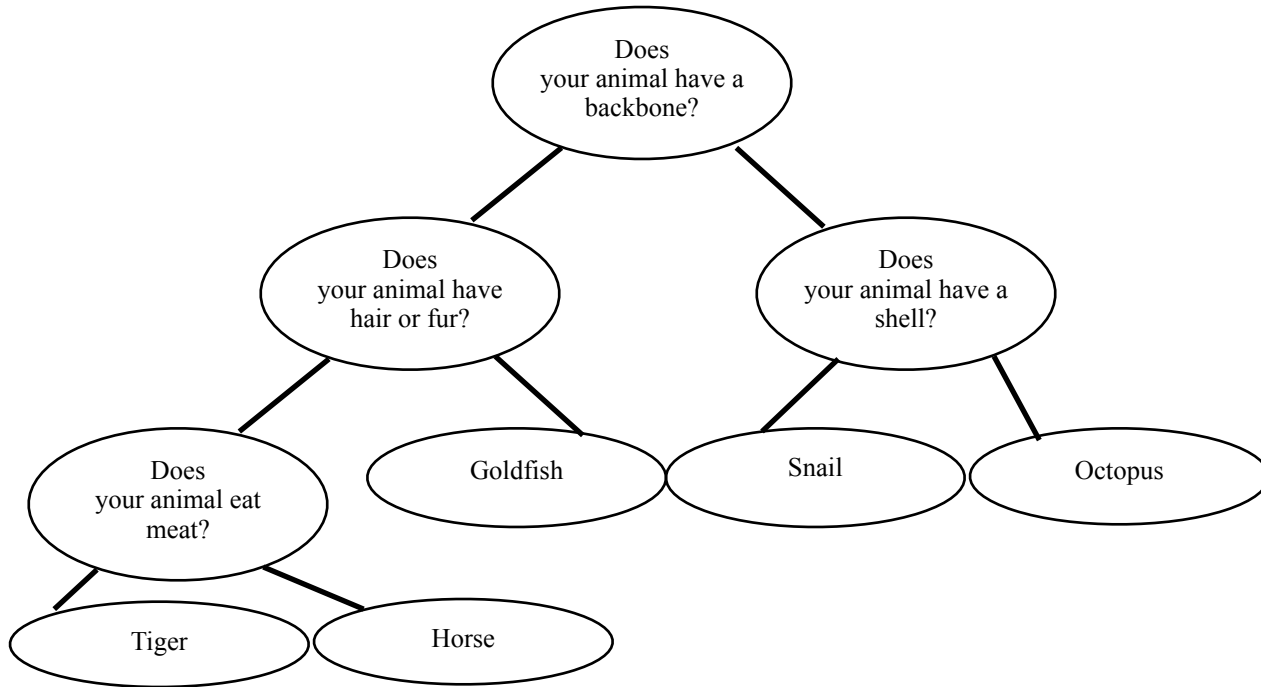 Does
your animal have a
backbone?
Does
your animal have
hair or fur?
Does
your animal have a
shell?
Does
your animal eat
meat?
Goldfish
Snail
Octopus
Tiger
Horse